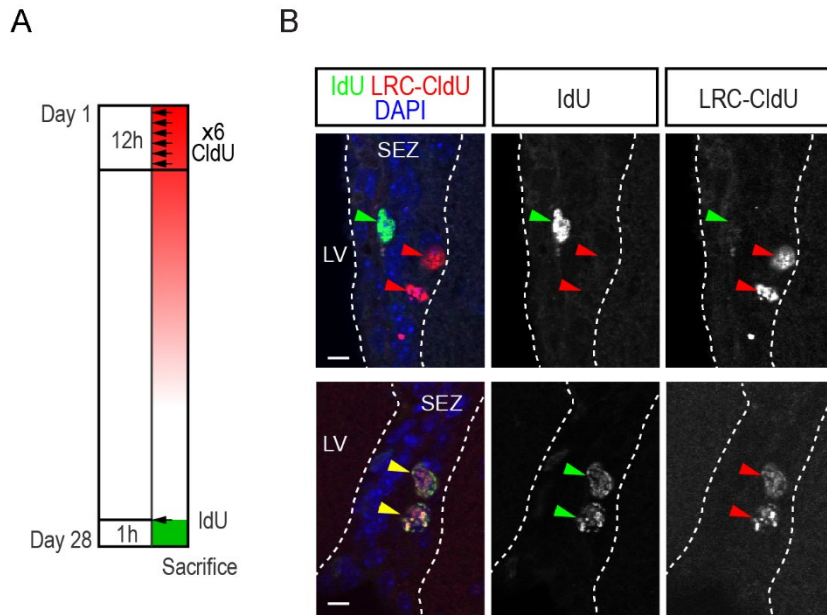 A
Day 1
12h
x6
CldU
IdU
Day 28
1h
Sacrifice
B
IdU LRC-CldU
DAPI
IdU
LRC-CldU
SEZ
LV
SEZ
LV